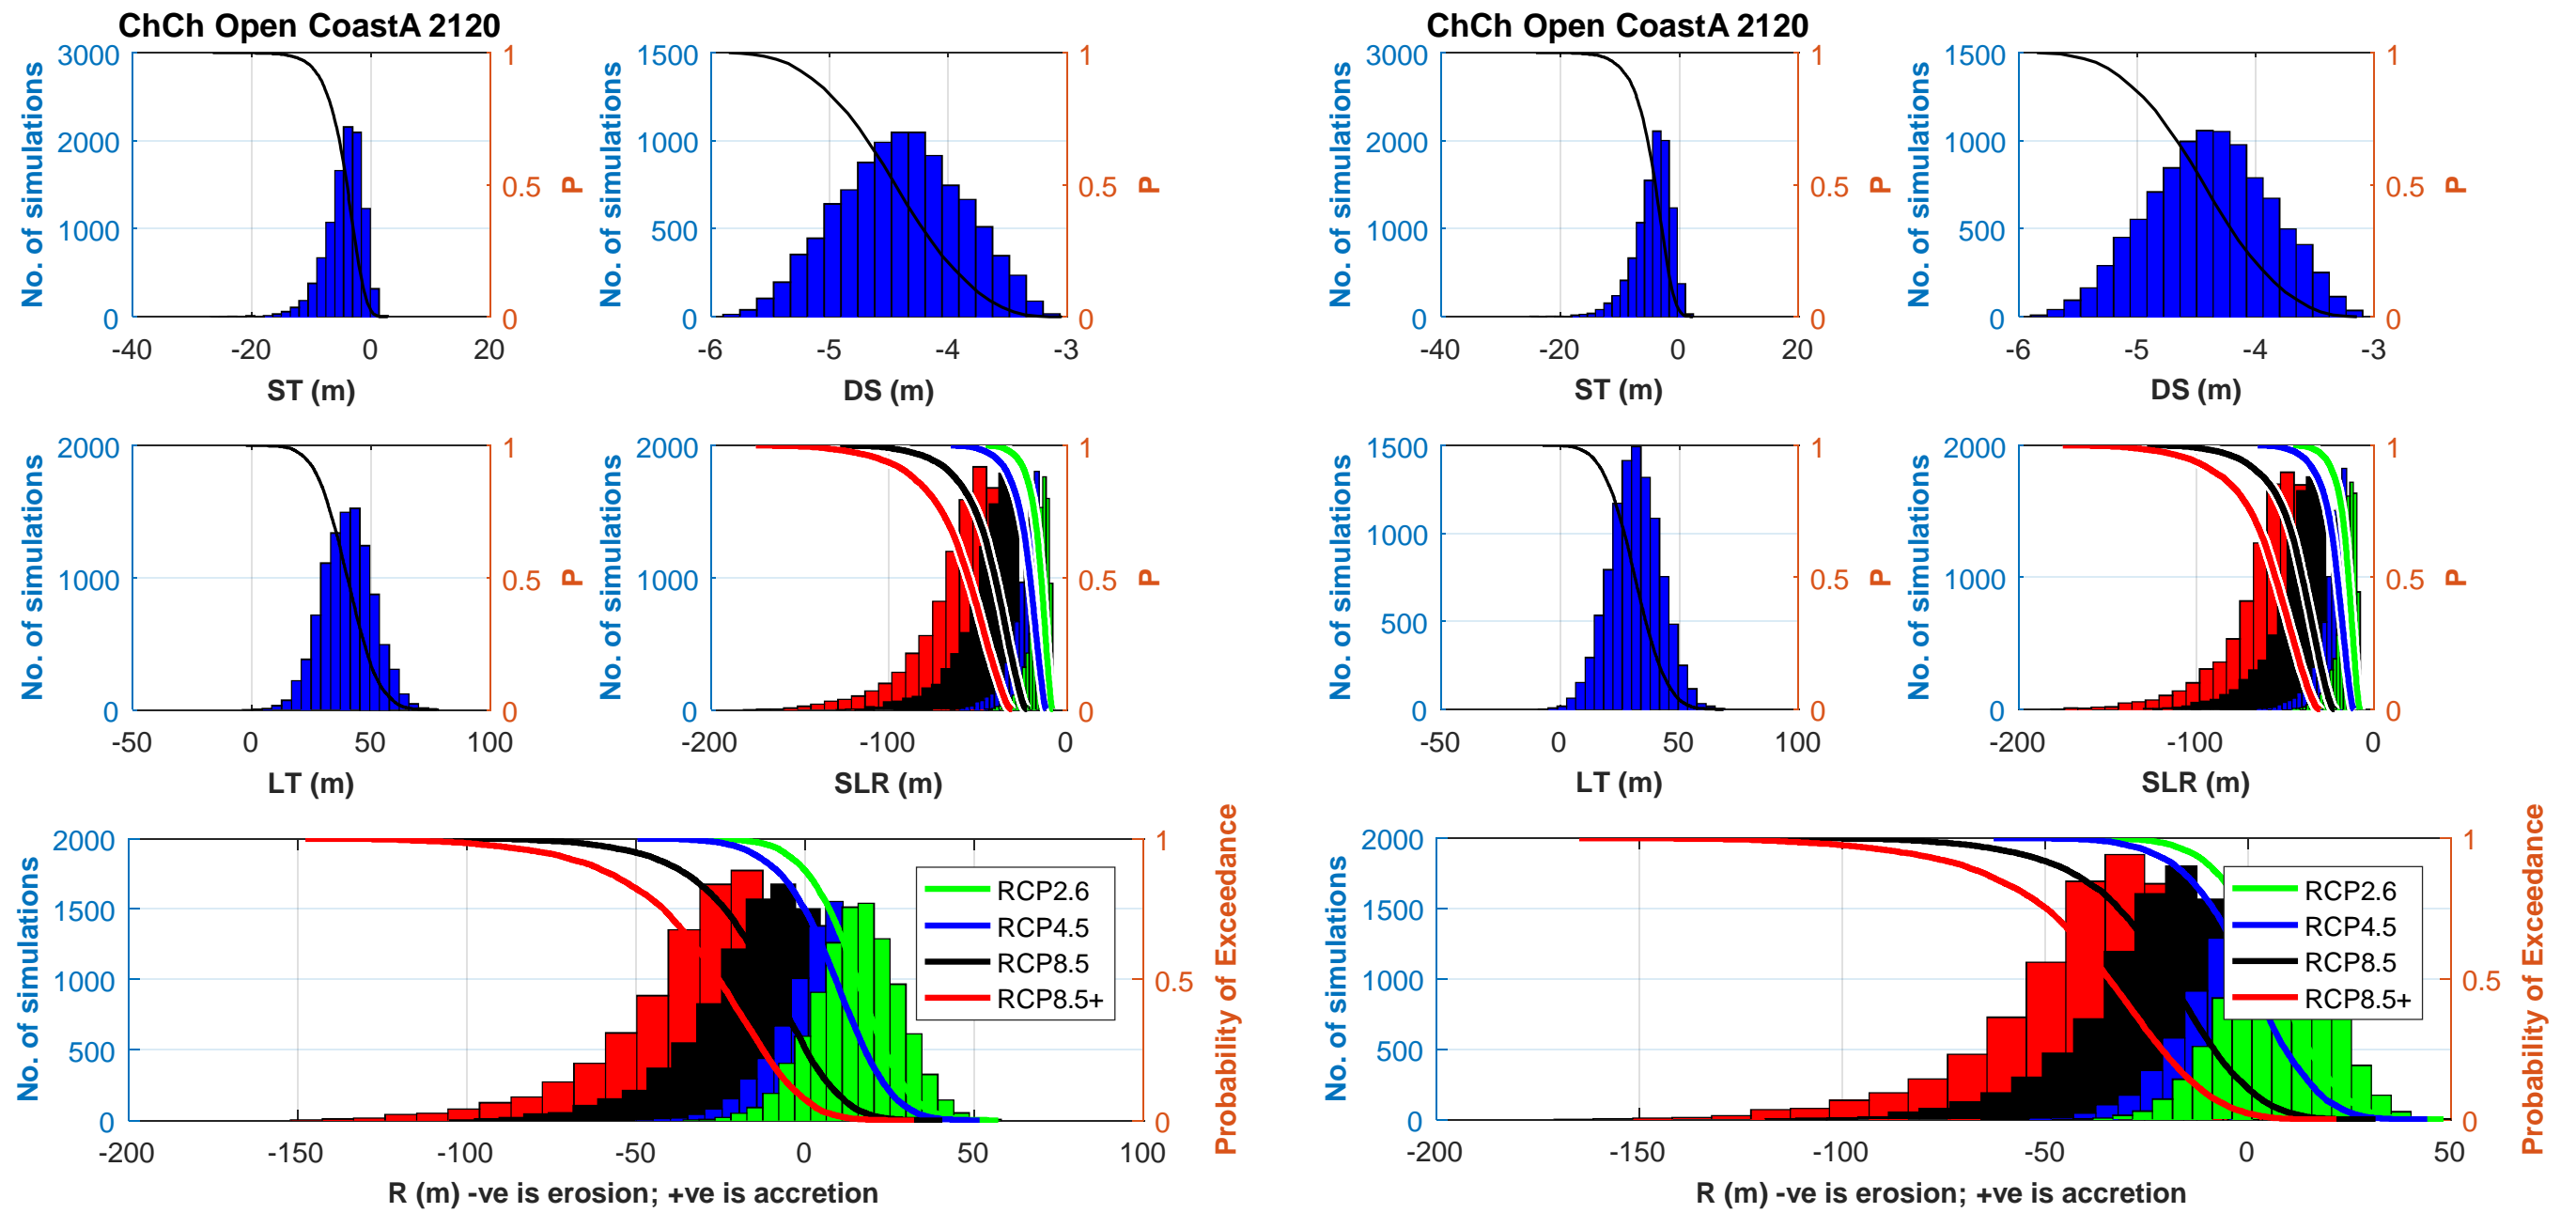 ChCh Open CoastA 2120
3000
2000
1000
0
-40
-20
0
20
1
0.5
0
No. of simulations
P
ST (m)
1500
1000
500
0
-6
-5
-4
-3
1
0.5
0
No. of simulations
P
DS (m)
ChCh Open CoastA 2120
3000
2000
1000
0
-40
-20
0
20
1
0.5
0
No. of simulations
P
ST (m)
1500
1000
500
0
-6
-5
-4
-3
1
0.5
0
No. of simulations
P
DS (m)
2000
1000
0
-50
0
50
100
1
0.5
0
No. of simulations
P
LT (m)
2000
1000
0
-200
-100
0
1
0.5
0
No. of simulations
P
SLR (m)
1500
1000
500
0
-50
0
50
100
1
0.5
0
No. of simulations
P
LT (m)
2000
1000
0
-200
-100
0
1
0.5
0
No. of simulations
P
SLR (m)
2000
1500
1000
500
0
-200
-150
-100
-50
0
50
100
1
0.5
0
No. of simulations
Probability of Exceedance
RCP2.6
RCP4.5
RCP8.5
RCP8.5+
R (m) -ve is erosion; +ve is accretion
2000
1500
1000
500
0
-200
-150
-100
-50
0
50
1
0.5
0
No. of simulations
Probability of Exceedance
RCP2.6
RCP4.5
RCP8.5
RCP8.5+
R (m) -ve is erosion; +ve is accretion